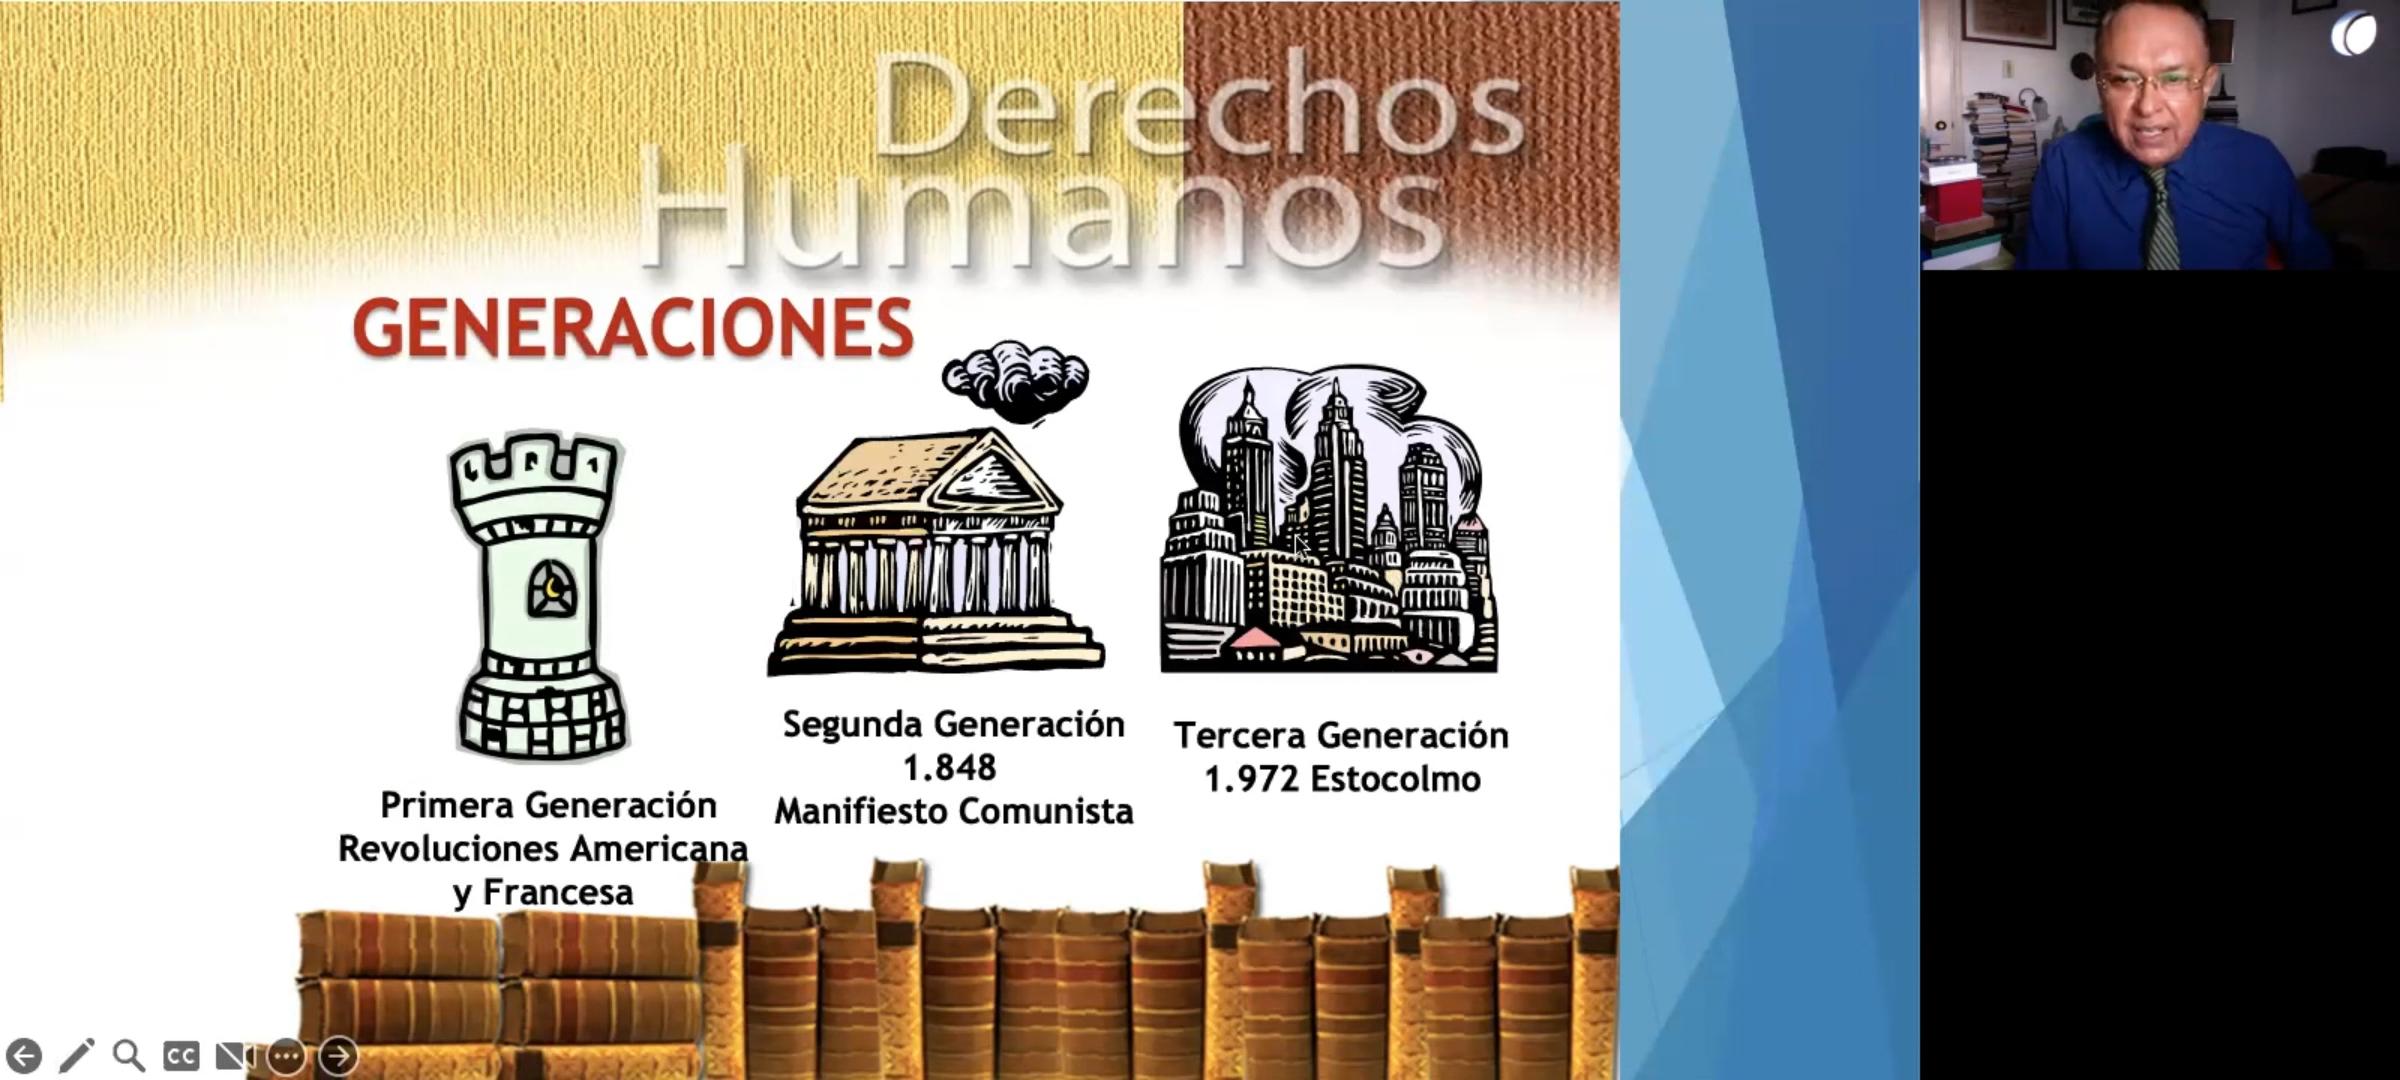 Derechos
Humanos
GENERACIONES
Primera Generación
Revoluciones Americana
y Francesa
Segunda Generación
1.848
Manifiesto Comunista
Tercera Generación
1.972 Estocolmo
CC